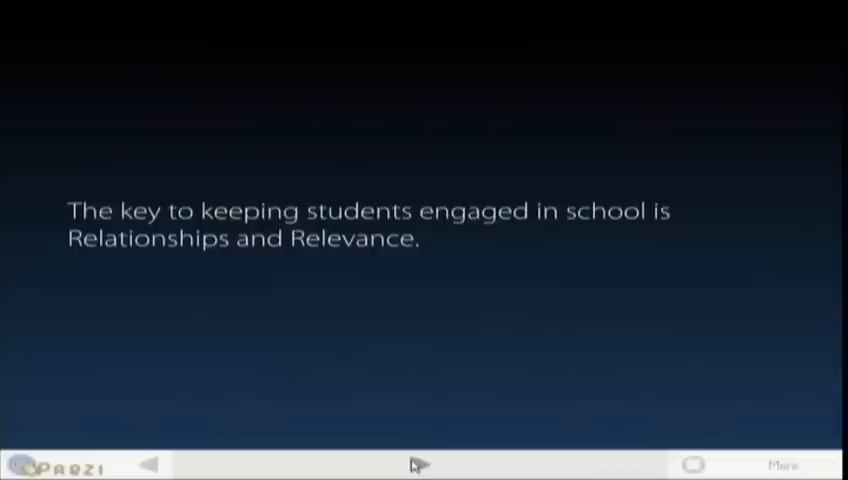 The key to keeping students engaged in school is
Relationships and Relevance.
Prezi
More